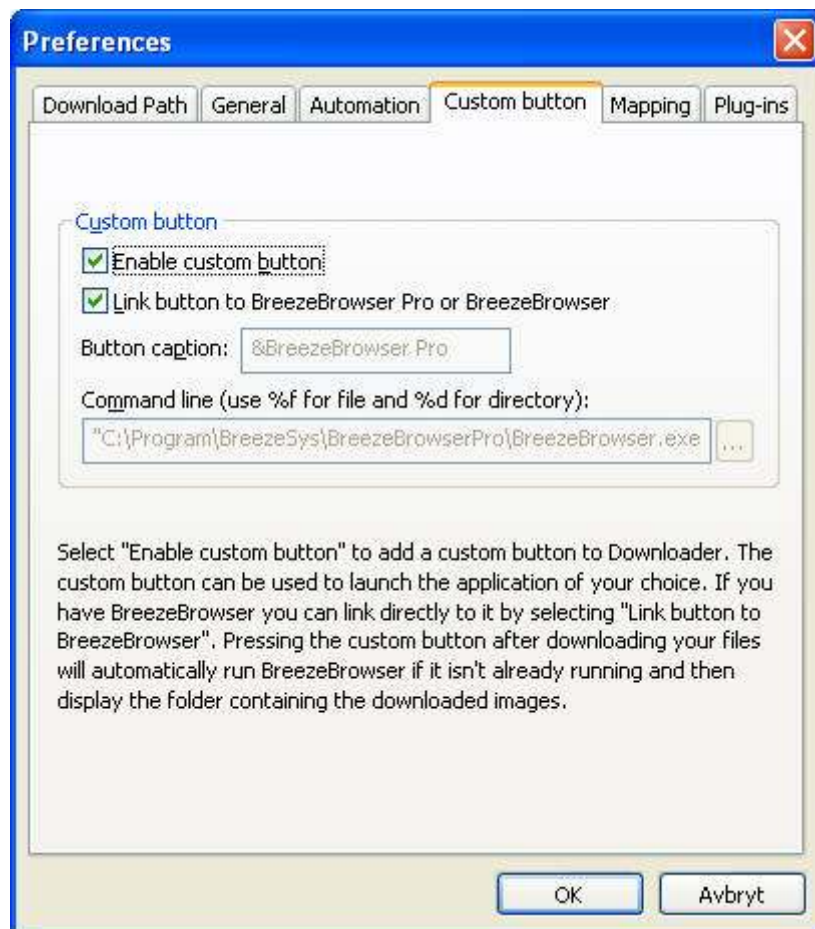 Preferences
Download Path General Automation Custom button Mapping Plug-ins
Custom button
Enable custom button
Link button to BreezeBrowser Pro or BreezeBrowser
Button caption: &BreezeBrowser Pro
Command line (use %f for file and %d for directory):
"C:\Program\BreezeSys\BreezeBrowserPro\BreezeBrowser.exe ...
Select "Enable custom button" to add a custom button to Downloader. The
custom button can be used to launch the application of your choice. If you
have BreezeBrowser you can link directly to it by selecting "Link button to
BreezeBrowser". Pressing the custom button after downloading your files
will automatically run BreezeBrowser if it isn't already running and then
display the folder containing the downloaded images.
OK Avbryt